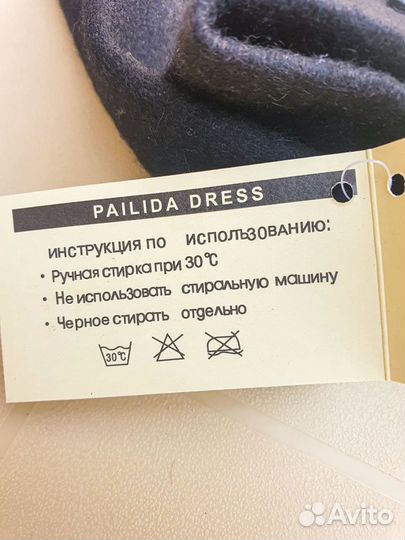 PAILIDA DRESS
ИНСТРУКЦИЯ ПО ИСПОЛЬЗОВАНИЮ:
• Ручная стирка при 30℃
• Не использовать стиральную машину
• Черное стирать отдельно
30℃
Avito